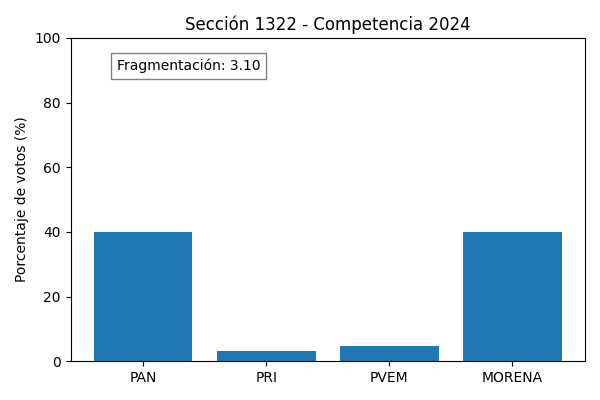 Sección 1322 - Competencia 2024
Fragmentación: 3.10
Porcentaje de votos (%)
100
80
60
40
20
0
PAN PRI PVEM MORENA